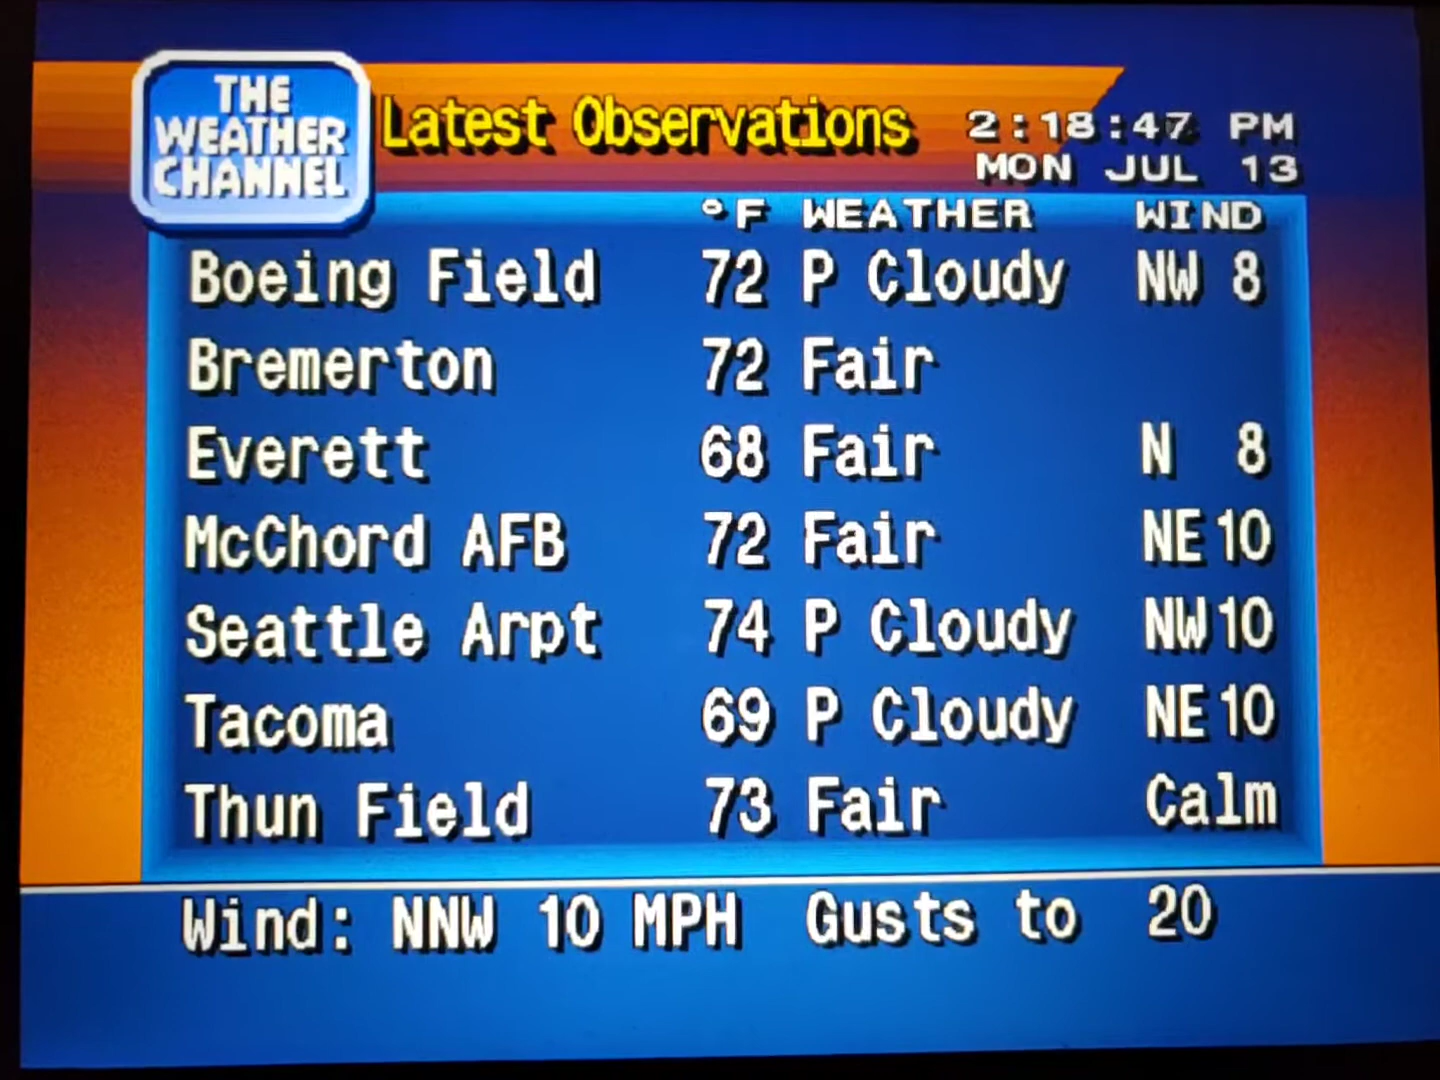 THE
WEATHER
CHANNEL
Latest Observations
2:18:47 PM
MON JUL 13
°F WEATHER WIND
Boeing Field 72 P Cloudy NW 8
Bremerton 72 Fair
Everett 68 Fair N 8
McChord AFB 72 Fair NE 10
Seattle Arpt 74 P Cloudy NW 10
Tacoma 69 P Cloudy NE 10
Thun Field 73 Fair Calm
Wind: NNW 10 MPH Gusts to 20